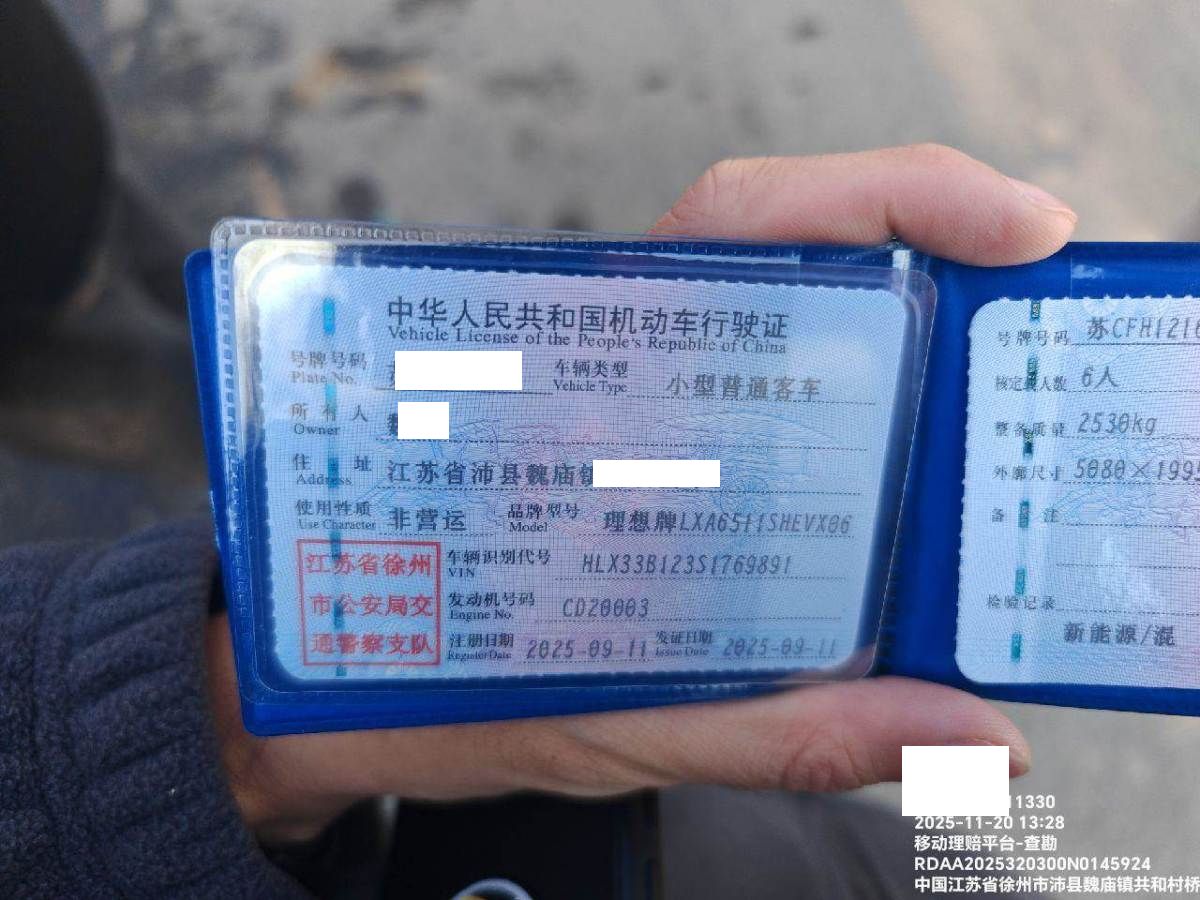 中华人民共和国机动车行驶证
Vehicle License of the People's Republic of China
号牌号码
Plate No.
车辆类型 小型普通客车
Vehicle Type
所有人
Owner
住址 江苏省沛县魏庙镇
Address
使用性质 非营运
Use Character
品牌型号 理想牌LXA6511SHEVX06
Model
江苏省徐州
市公安局交
通警察支队
车辆识别代号 HLX33B123S1769891
VIN
发动机号码 CD20003
Engine No.
注册日期 2025-09-11
Register Date
发证日期 2025-09-11
Issue Date
号牌号码 苏CFH121
核定载人数 6人
整备质量 2530kg
外廓尺寸 5080×199
备注
检验记录
新能源/混
11330
2025-11-20 13:28
移动理赔平台-查勘
RDAA2025320300N0145924
中国江苏省徐州市沛县魏庙镇共和村桥